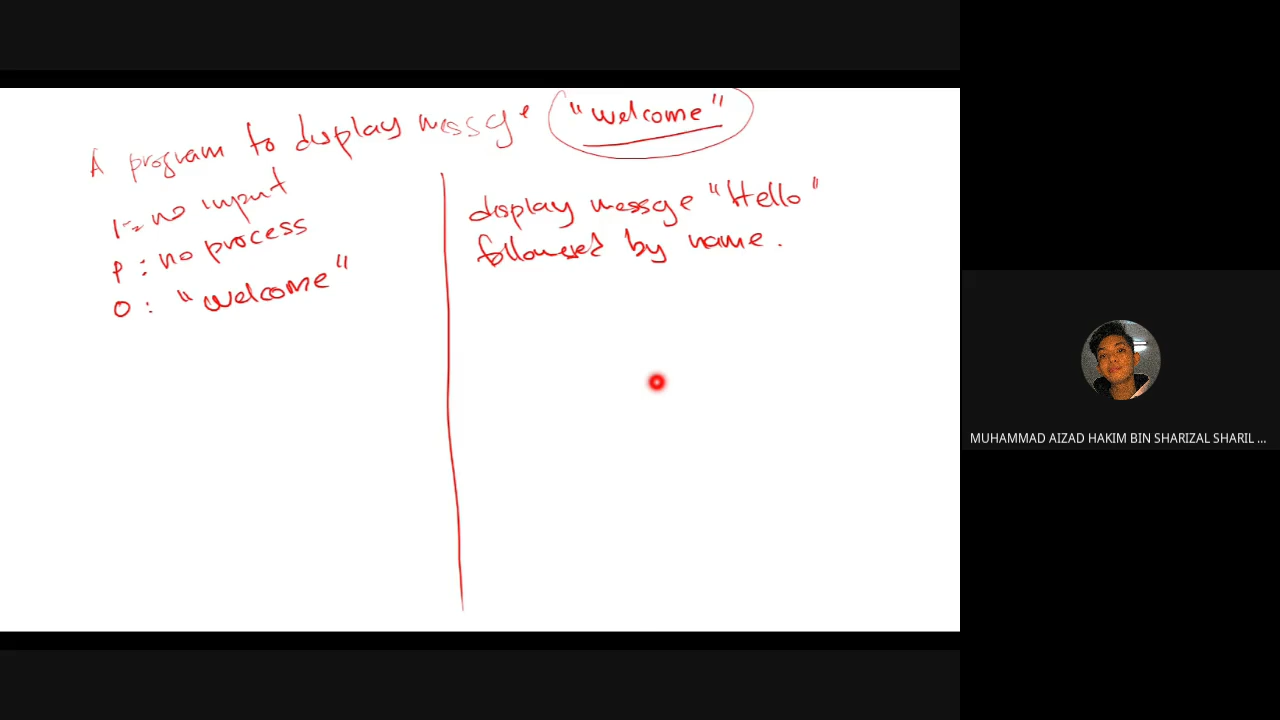 A program to display messge "welcome"
I: no input
P: no process
O: "welcome"
display messge "Hello"
followed by name.
MUHAMMAD AIZAD HAKIM BIN SHARIZAL SHARIL ...